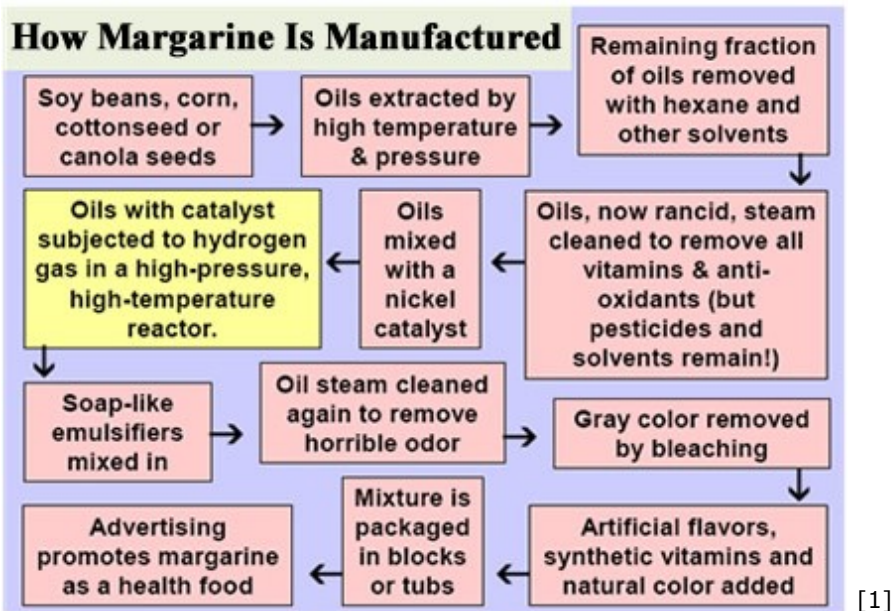 How Margarine Is Manufactured
Soy beans, corn,
cottonseed or
canola seeds
Oils extracted by
high temperature
& pressure
Remaining fraction
of oils removed
with hexane and
other solvents
Oils, now rancid, steam
cleaned to remove all
vitamins & anti-
oxidants (but
pesticides and
solvents remain!)
Oils
mixed
with a
nickel
catalyst
Oils with catalyst
subjected to hydrogen
gas in a high-pressure,
high-temperature
reactor.
Soap-like
emulsifiers
mixed in
Oil steam cleaned
again to remove
horrible odor
Gray color removed
by bleaching
Artificial flavors,
synthetic vitamins and
natural color added
Mixture is
packaged
in blocks
or tubs
Advertising
promotes margarine
as a health food
[1]